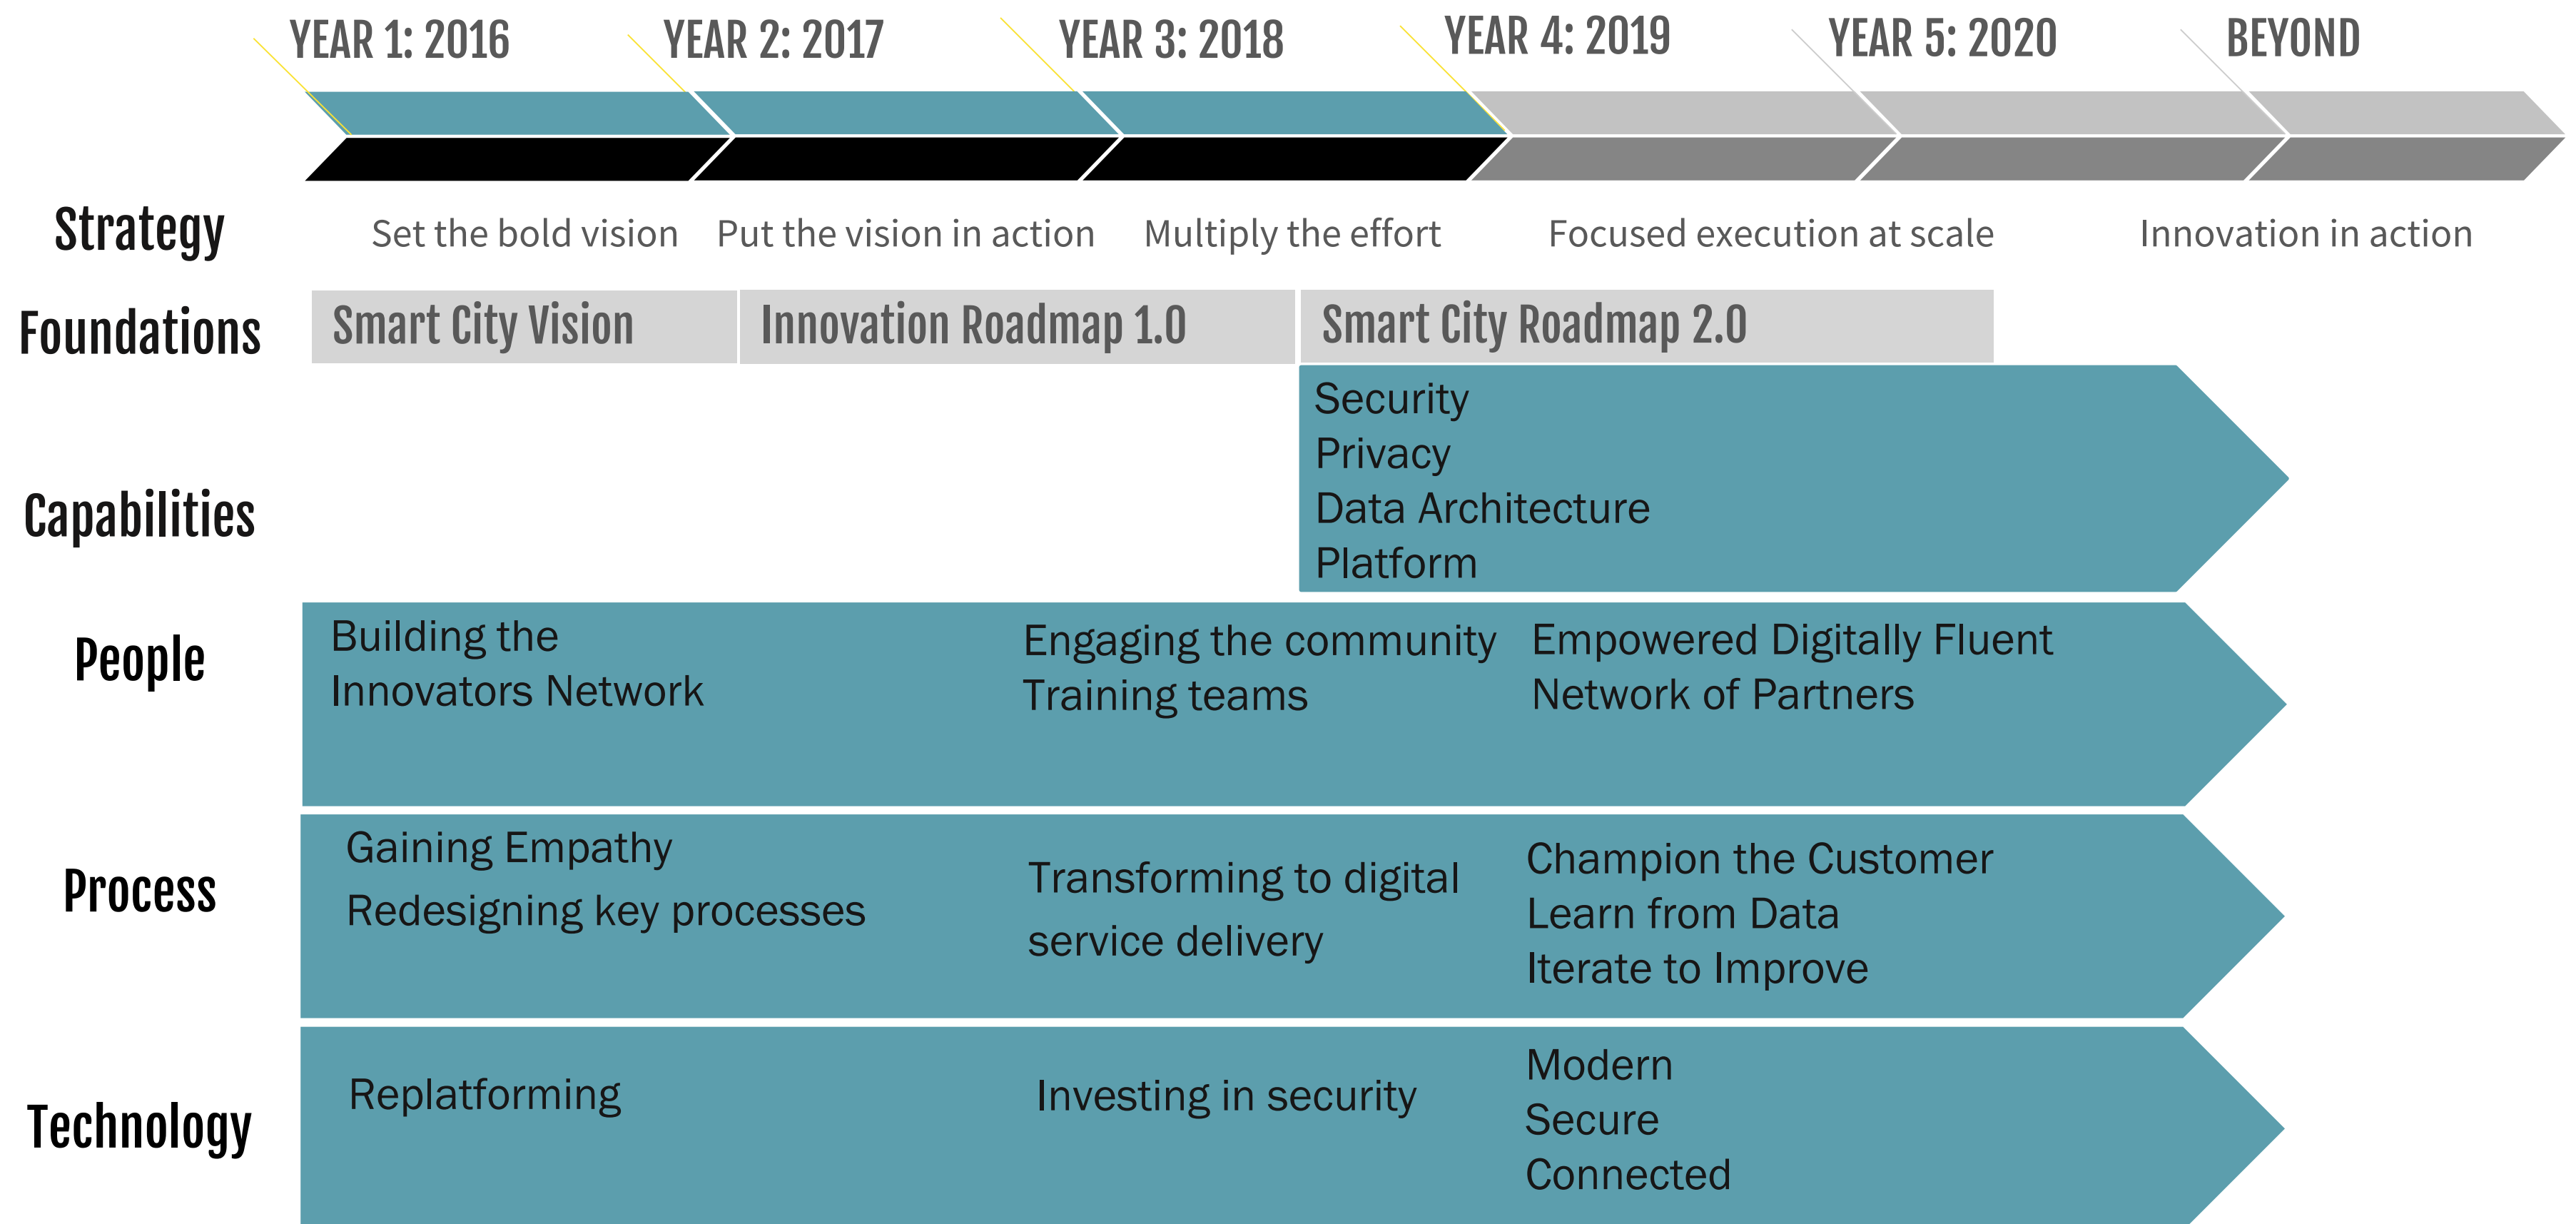 YEAR 1: 2016 YEAR 2: 2017 YEAR 3: 2018 YEAR 4: 2019 YEAR 5: 2020 BEYOND
Strategy
Set the bold vision Put the vision in action Multiply the effort Focused execution at scale Innovation in action
Foundations
Smart City Vision Innovation Roadmap 1.0 Smart City Roadmap 2.0
Capabilities
Security
Privacy
Data Architecture
Platform
People
Building the
Innovators Network
Engaging the community
Training teams
Empowered Digitally Fluent
Network of Partners
Process
Gaining Empathy
Redesigning key processes
Transforming to digital
service delivery
Champion the Customer
Learn from Data
Iterate to Improve
Technology
Replatforming
Investing in security
Modern
Secure
Connected